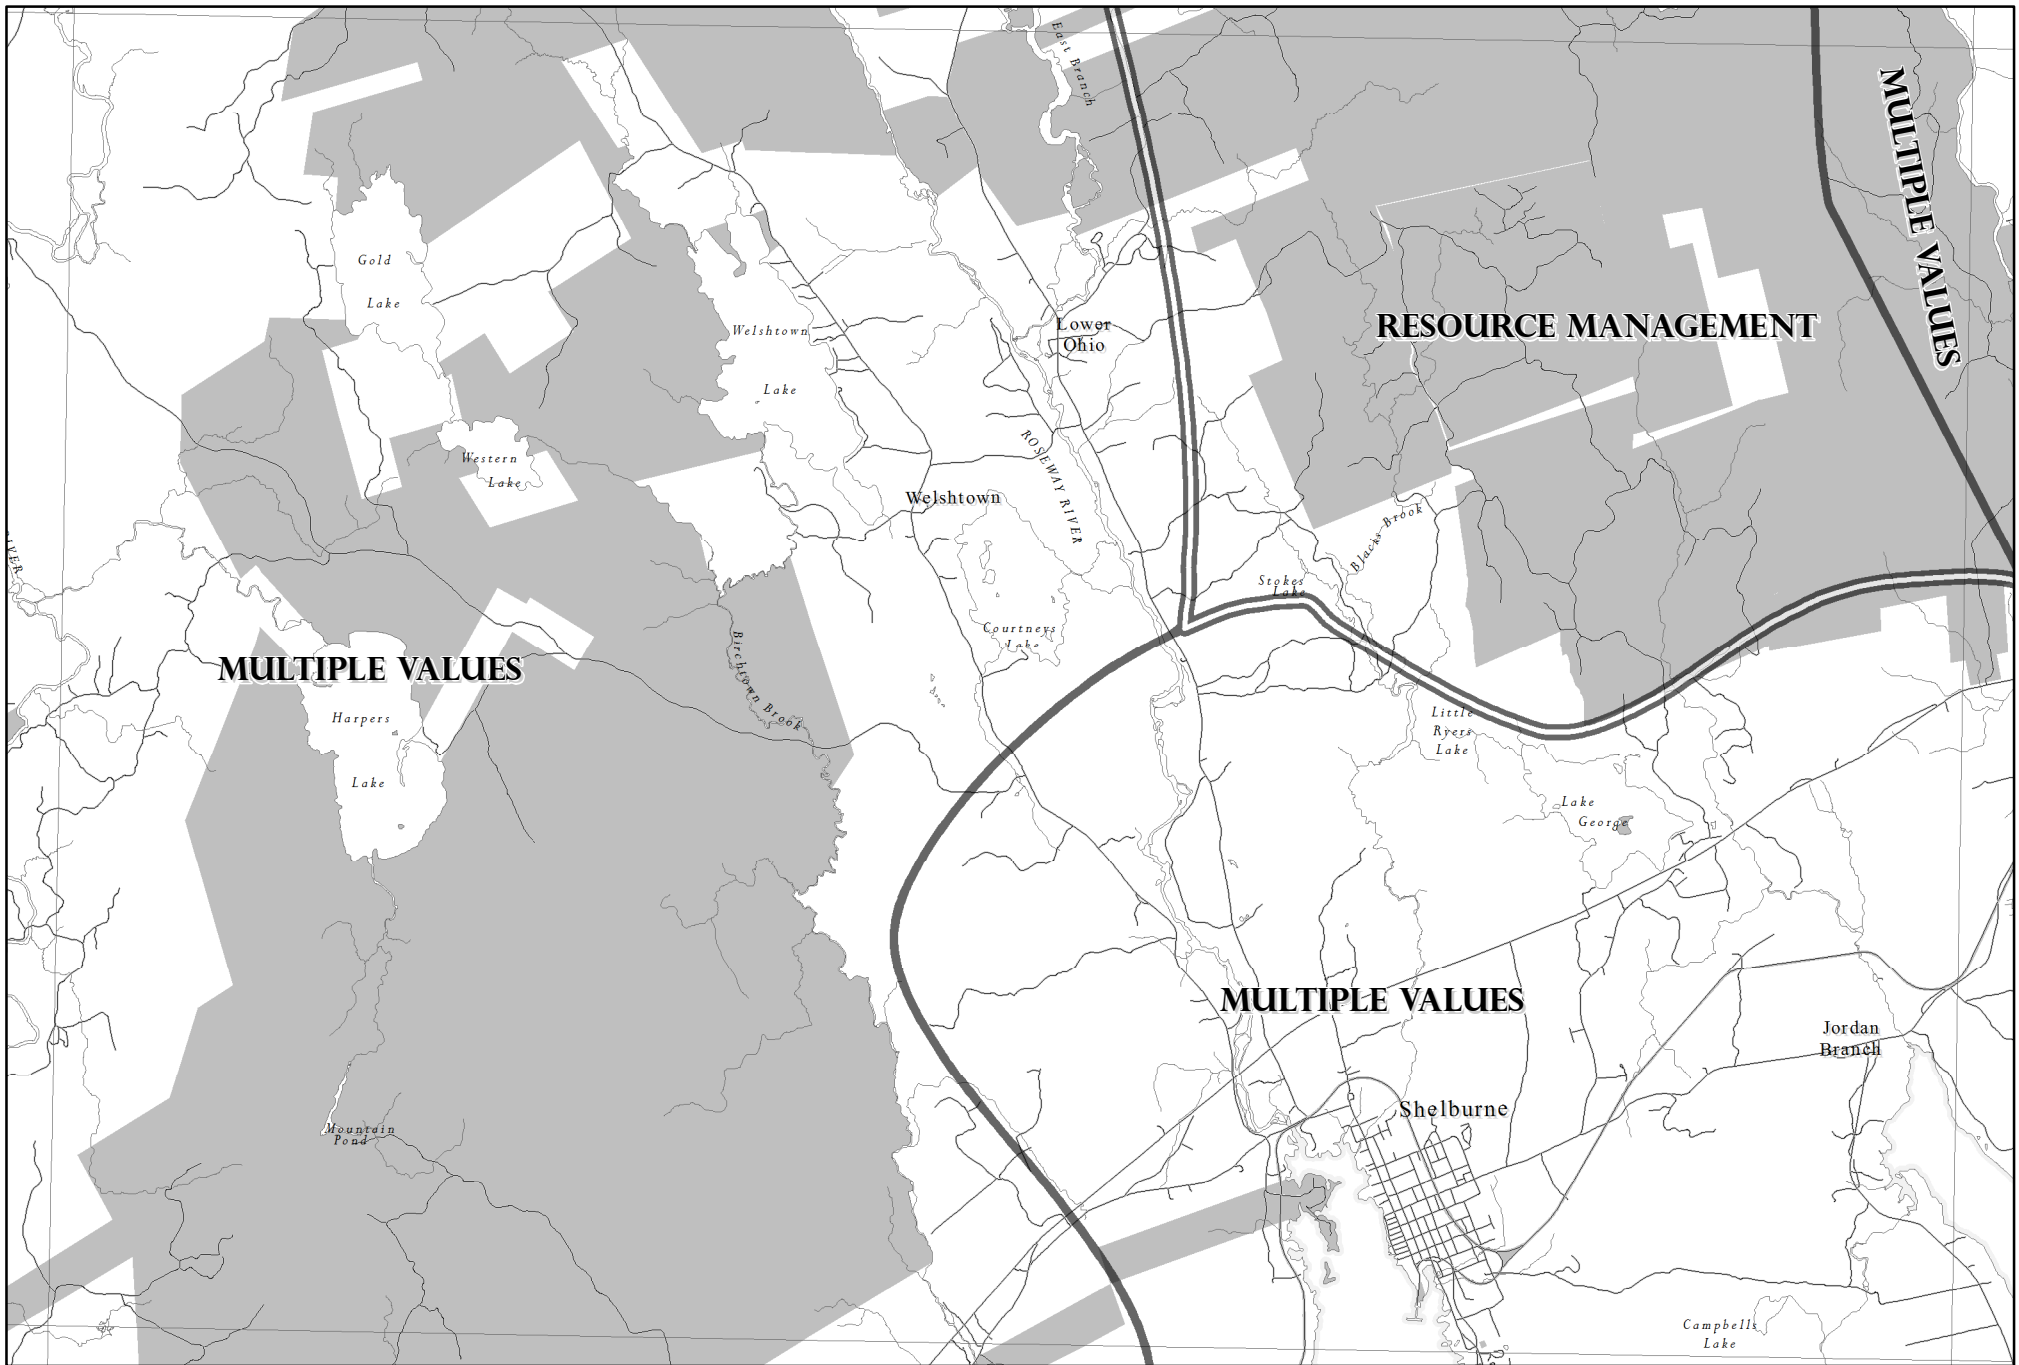 East Branch
MULTIPLE VALUES
Gold
Lake
Lower
Ohio
RESOURCE MANAGEMENT
Welshtown
Lake
ROSEWAY RIVER
Western
Lake
Welshtown
Blacks Brook
RIVER
Stokes
Lake
Courtneys
Lake
Birchtown Brook
MULTIPLE VALUES
Harpers
Lake
Little
Ryers
Lake
Lake
George
MULTIPLE VALUES
Jordan
Branch
Shelburne
Mountain
Pond
Campbells
Lake